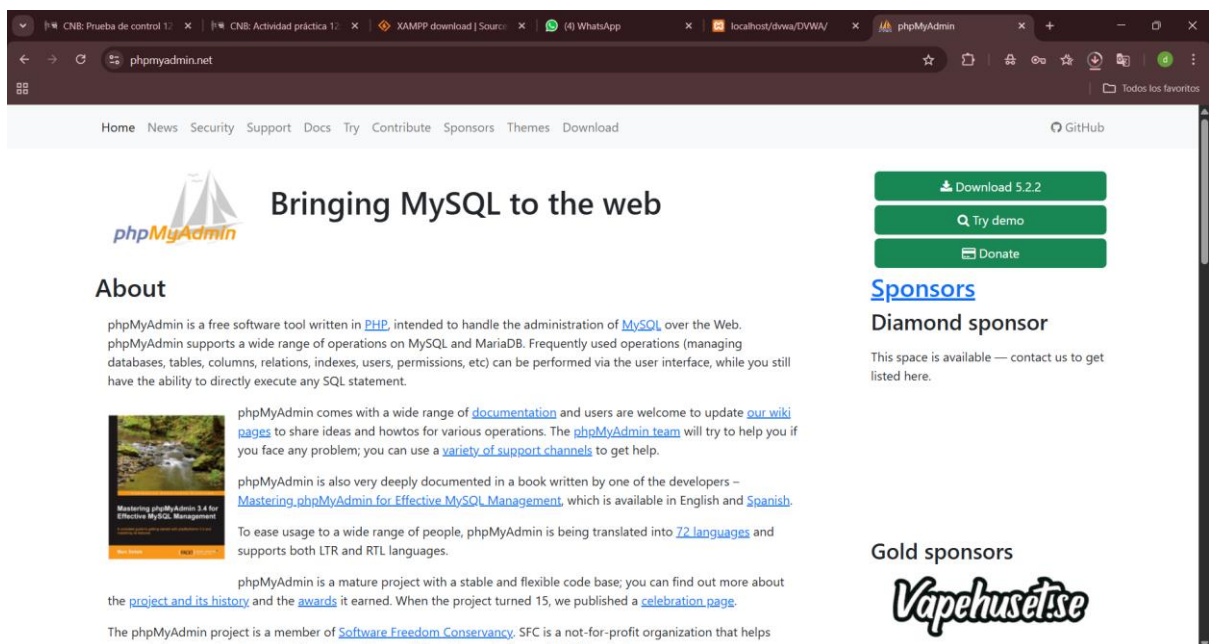 CNB: Prueba de control 12
CNB: Actividad práctica 12:
XAMPP download | Source
(4) WhatsApp
localhost/dvwa/DVWA/
phpMyAdmin
phpmyadmin.net
d
Todos los favoritos
Home News Security Support Docs Try Contribute Sponsors Themes Download
GitHub
phpMyAdmin
Bringing MySQL to the web
Download 5.2.2
Try demo
Donate
About
phpMyAdmin is a free software tool written in PHP, intended to handle the administration of MySQL over the Web.
phpMyAdmin supports a wide range of operations on MySQL and MariaDB. Frequently used operations (managing
databases, tables, columns, relations, indexes, users, permissions, etc) can be performed via the user interface, while you still
have the ability to directly execute any SQL statement.
Mastering phpMyAdmin 3.4 for
Effective MySQL Management
phpMyAdmin comes with a wide range of documentation and users are welcome to update our wiki
pages to share ideas and howtos for various operations. The phpMyAdmin team will try to help you if
you face any problem; you can use a variety of support channels to get help.
phpMyAdmin is also very deeply documented in a book written by one of the developers –
Mastering phpMyAdmin for Effective MySQL Management, which is available in English and Spanish.
To ease usage to a wide range of people, phpMyAdmin is being translated into 72 languages and
supports both LTR and RTL languages.
phpMyAdmin is a mature project with a stable and flexible code base; you can find out more about
the project and its history and the awards it earned. When the project turned 15, we published a celebration page.
The phpMyAdmin project is a member of Software Freedom Conservancy. SFC is a not-for-profit organization that helps
Sponsors
Diamond sponsor
This space is available — contact us to get
listed here.
Gold sponsors
Vapehuset.se